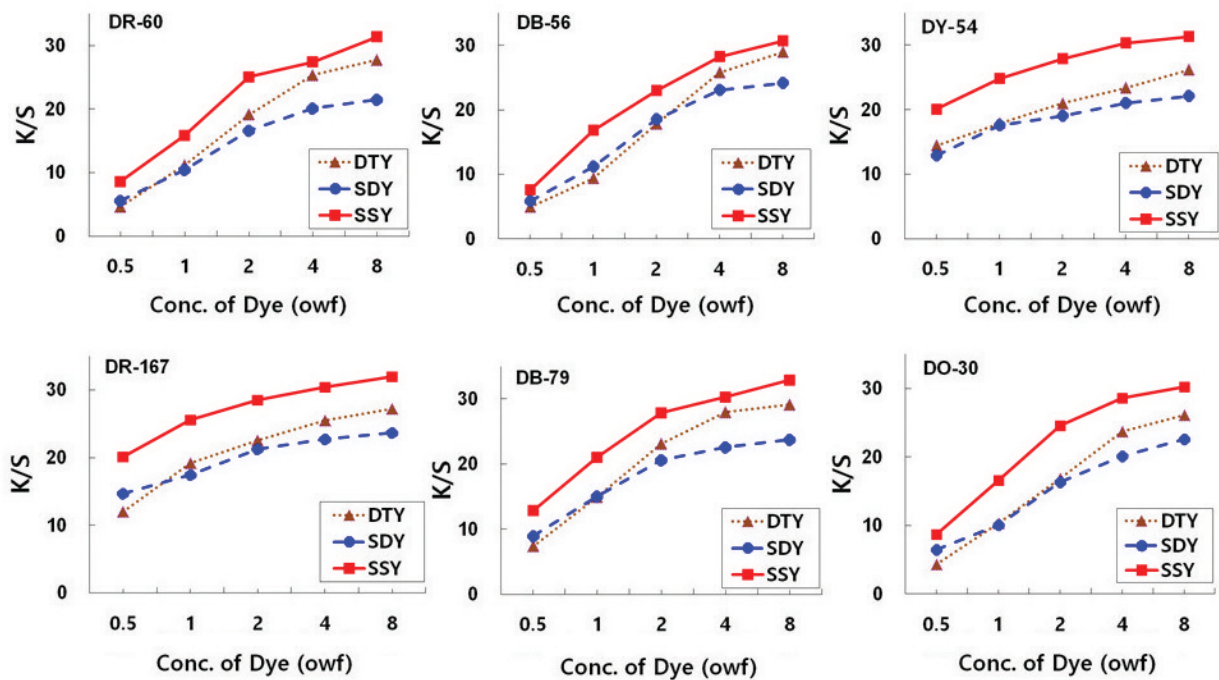 DR-60
30
20
10
0
K/S
DTY
SDY
SSY
0.5 1 2 4 8
Conc. of Dye (owf)
DB-56
30
20
10
0
K/S
DTY
SDY
SSY
0.5 1 2 4 8
Conc. of Dye (owf)
DY-54
30
20
10
0
K/S
DTY
SDY
SSY
0.5 1 2 4 8
Conc. of Dye (owf)
DR-167
30
20
10
0
K/S
DTY
SDY
SSY
0.5 1 2 4 8
Conc. of Dye (owf)
DB-79
30
20
10
0
K/S
DTY
SDY
SSY
0.5 1 2 4 8
Conc. of Dye (owf)
DO-30
30
20
10
0
K/S
DTY
SDY
SSY
0.5 1 2 4 8
Conc. of Dye (owf)